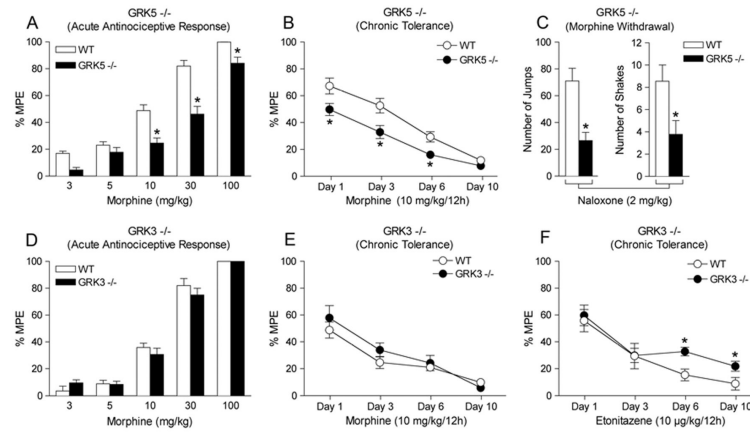 A
GRK5 -/-
(Acute Antinociceptive Response)
WT
GRK5 -/-
% MPE
100
80
60
40
20
0
* * * 
3 5 10 30 100
Morphine (mg/kg)
B
GRK5 -/-
(Chronic Tolerance)
WT
GRK5 -/-
% MPE
100
80
60
40
20
0
* * *
Day 1 Day 3 Day 6 Day 10
Morphine (10 mg/kg/12h)
C
GRK5 -/-
(Morphine Withdrawal)
WT
GRK5 -/-
Number of Jumps
100
80
60
40
20
0
*
Number of Shakes
12
10
8
6
4
2
0
*
Naloxone (2 mg/kg)
D
GRK3 -/-
(Acute Antinociceptive Response)
WT
GRK3 -/-
% MPE
100
80
60
40
20
0
3 5 10 30 100
Morphine (mg/kg)
E
GRK3 -/-
(Chronic Tolerance)
WT
GRK3 -/-
% MPE
100
80
60
40
20
0
Day 1 Day 3 Day 6 Day 10
Morphine (10 mg/kg/12h)
F
GRK3 -/-
(Chronic Tolerance)
WT
GRK3 -/-
% MPE
100
80
60
40
20
0
* *
Day 1 Day 3 Day 6 Day 10
Etonitazene (10 µg/kg/12h)